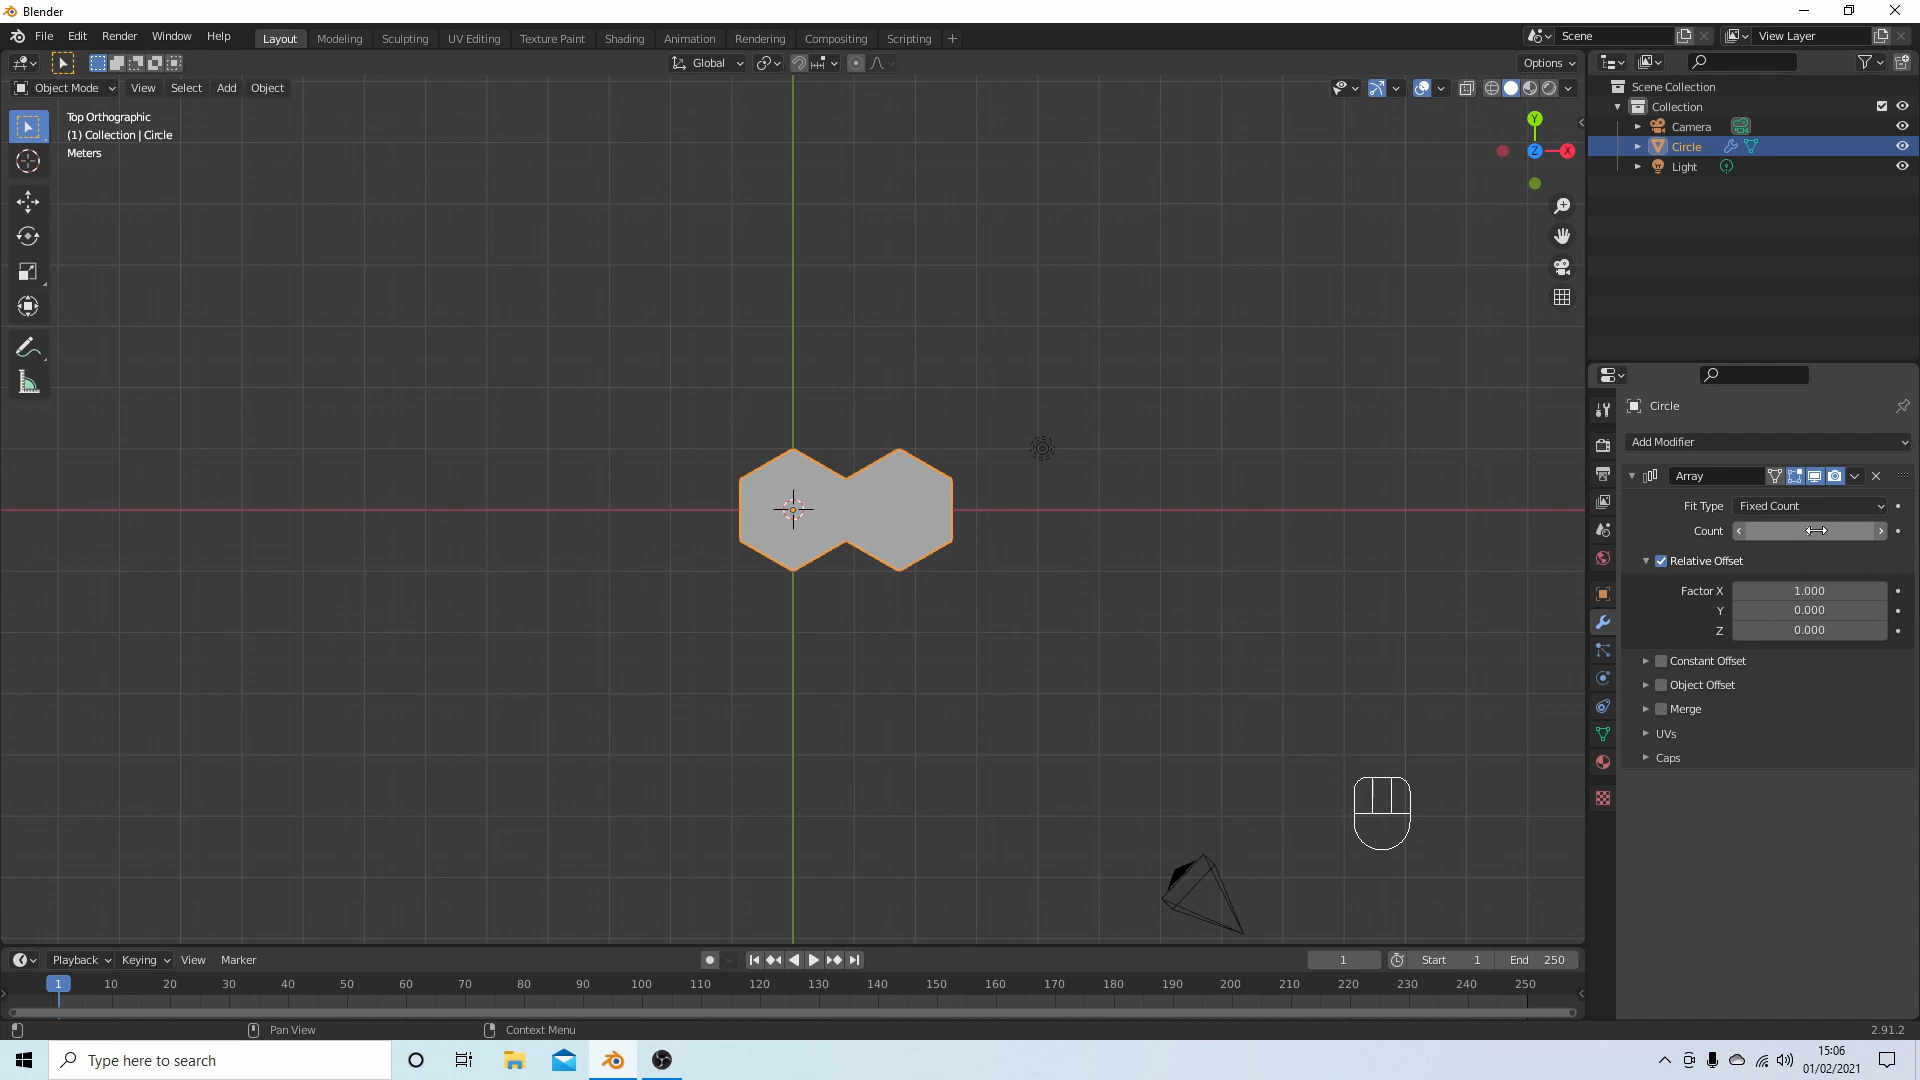 Blender
File Edit Render Window Help
Layout Modeling Sculpting UV Editing Texture Paint Shading Animation Rendering Compositing Scripting +
Scene
View Layer
Global
Options
Object Mode View Select Add Object
Top Orthographic
(1) Collection | Circle
Meters
Y
Z
X
Scene Collection
Collection
Camera
Circle
Light
Circle
Add Modifier
Array
Fit Type Fixed Count
Count
Relative Offset
Factor X 1.000
Y 0.000
Z 0.000
Constant Offset
Object Offset
Merge
UVs
Caps
Playback Keying View Marker
1 Start 1 End 250
1 10 20 30 40 50 60 70 80 90 100 110 120 130 140 150 160 170 180 190 200 210 220 230 240 250
Pan View Context Menu 2.91.2
Type here to search
15:06
01/02/2021